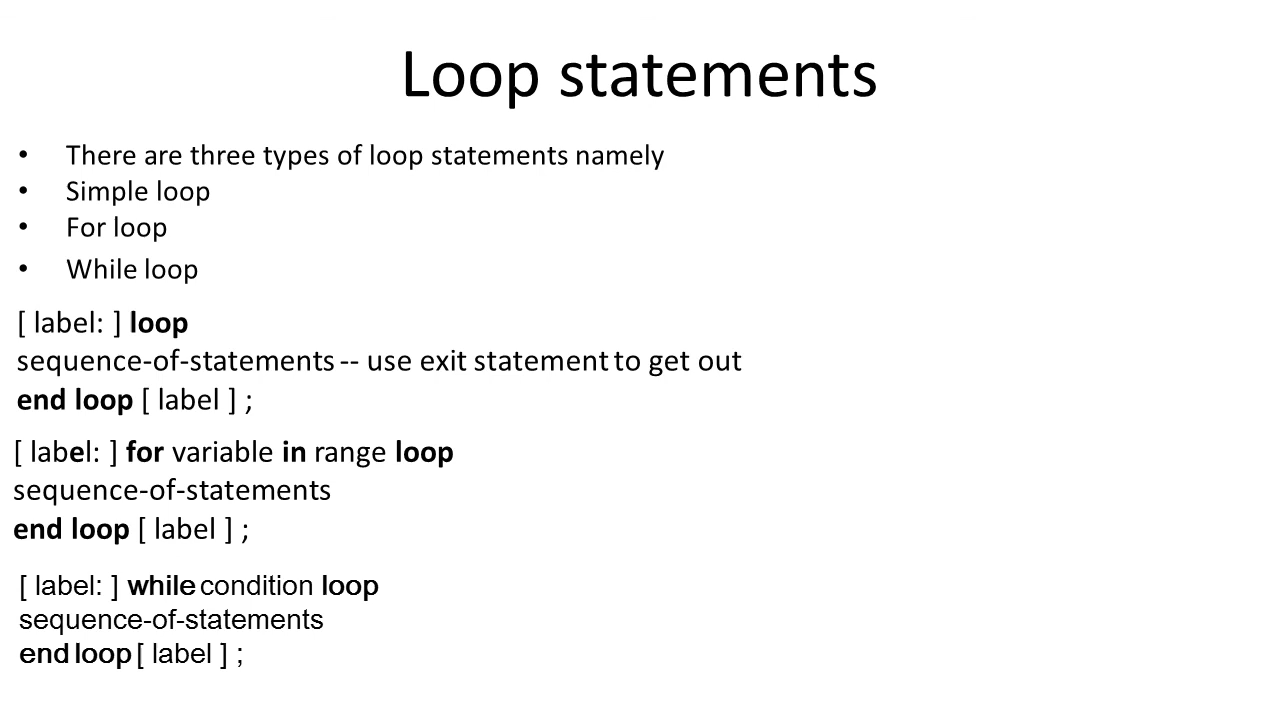 Loop statements
• There are three types of loop statements namely
• Simple loop
• For loop
• While loop
[ label: ] loop
sequence-of-statements -- use exit statement to get out
end loop [ label ] ;
[ label: ] for variable in range loop
sequence-of-statements
end loop [ label ] ;
[ label: ] while condition loop
sequence-of-statements
end loop [ label ] ;